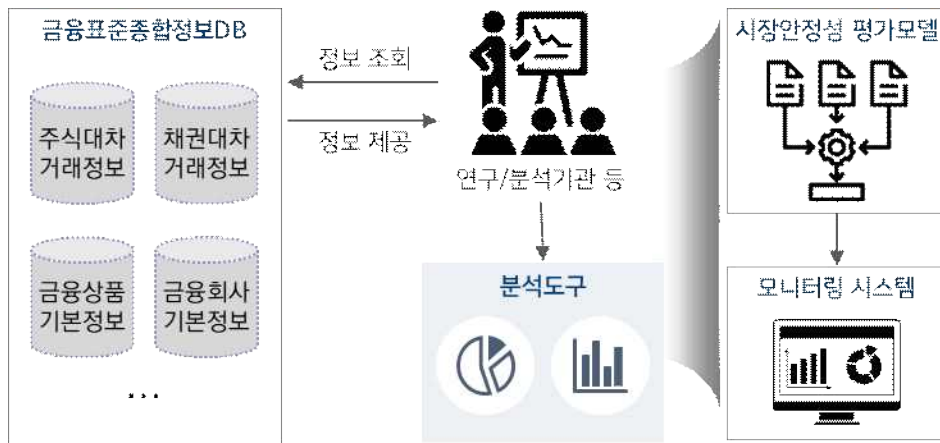 금융표준종합정보DB
주식대차
거래정보
채권대차
거래정보
금융상품
기본정보
금융회사
기본정보
...
정보 조회
정보 제공
연구/분석기관 등
분석도구
시장안정성 평가모델
모니터링 시스템